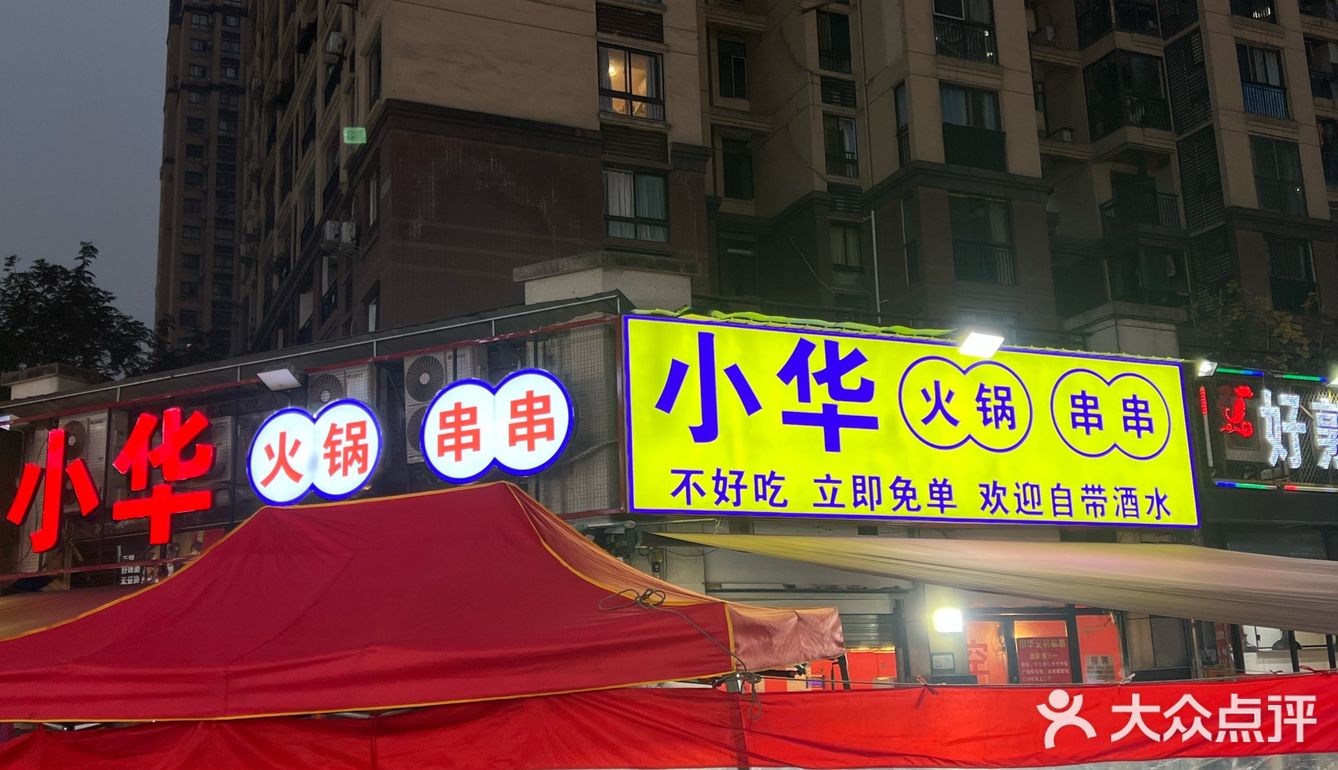 小华 火锅 串串
小华 火锅 串串
不好吃 立即免单 欢迎自带酒水
好
大众点评